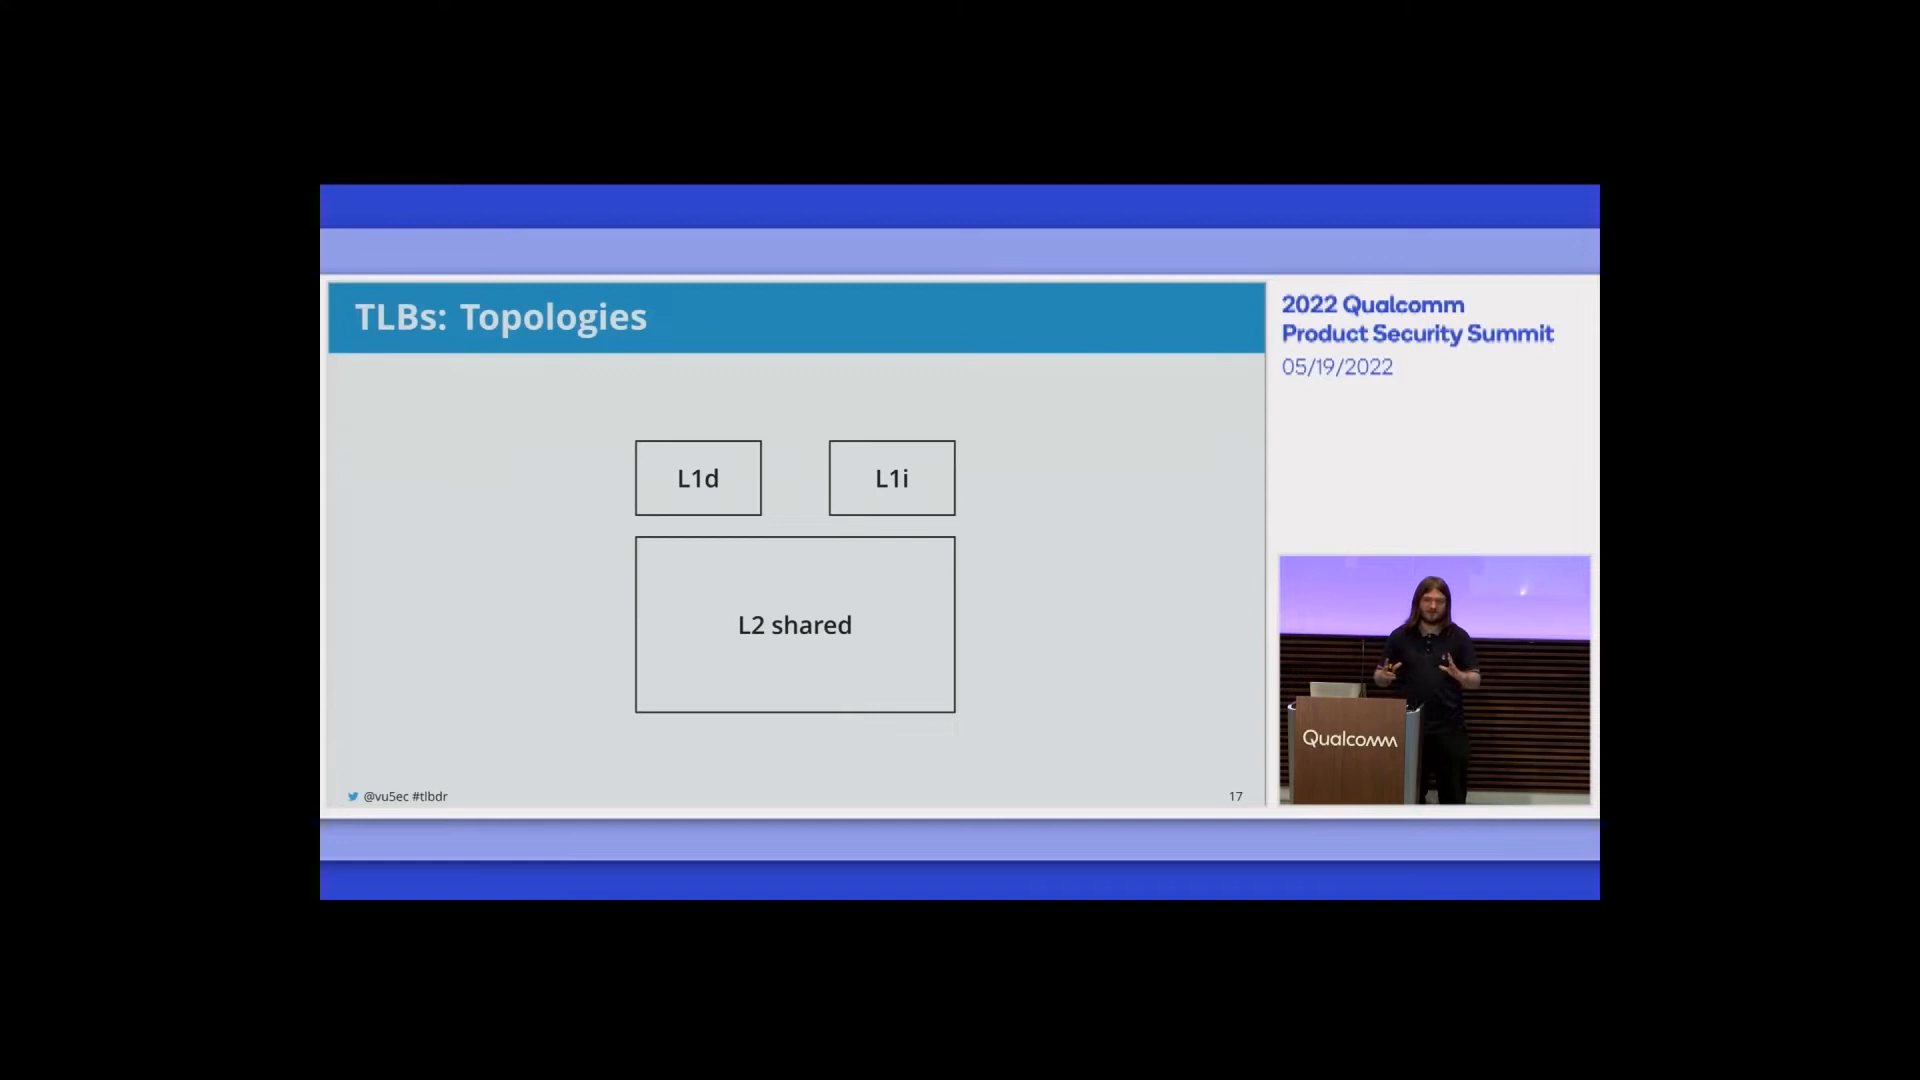 TLBs: Topologies
L1d
L1i
L2 shared
@vu5ec #tlbdr
17
2022 Qualcomm
Product Security Summit
05/19/2022
Qualcomm